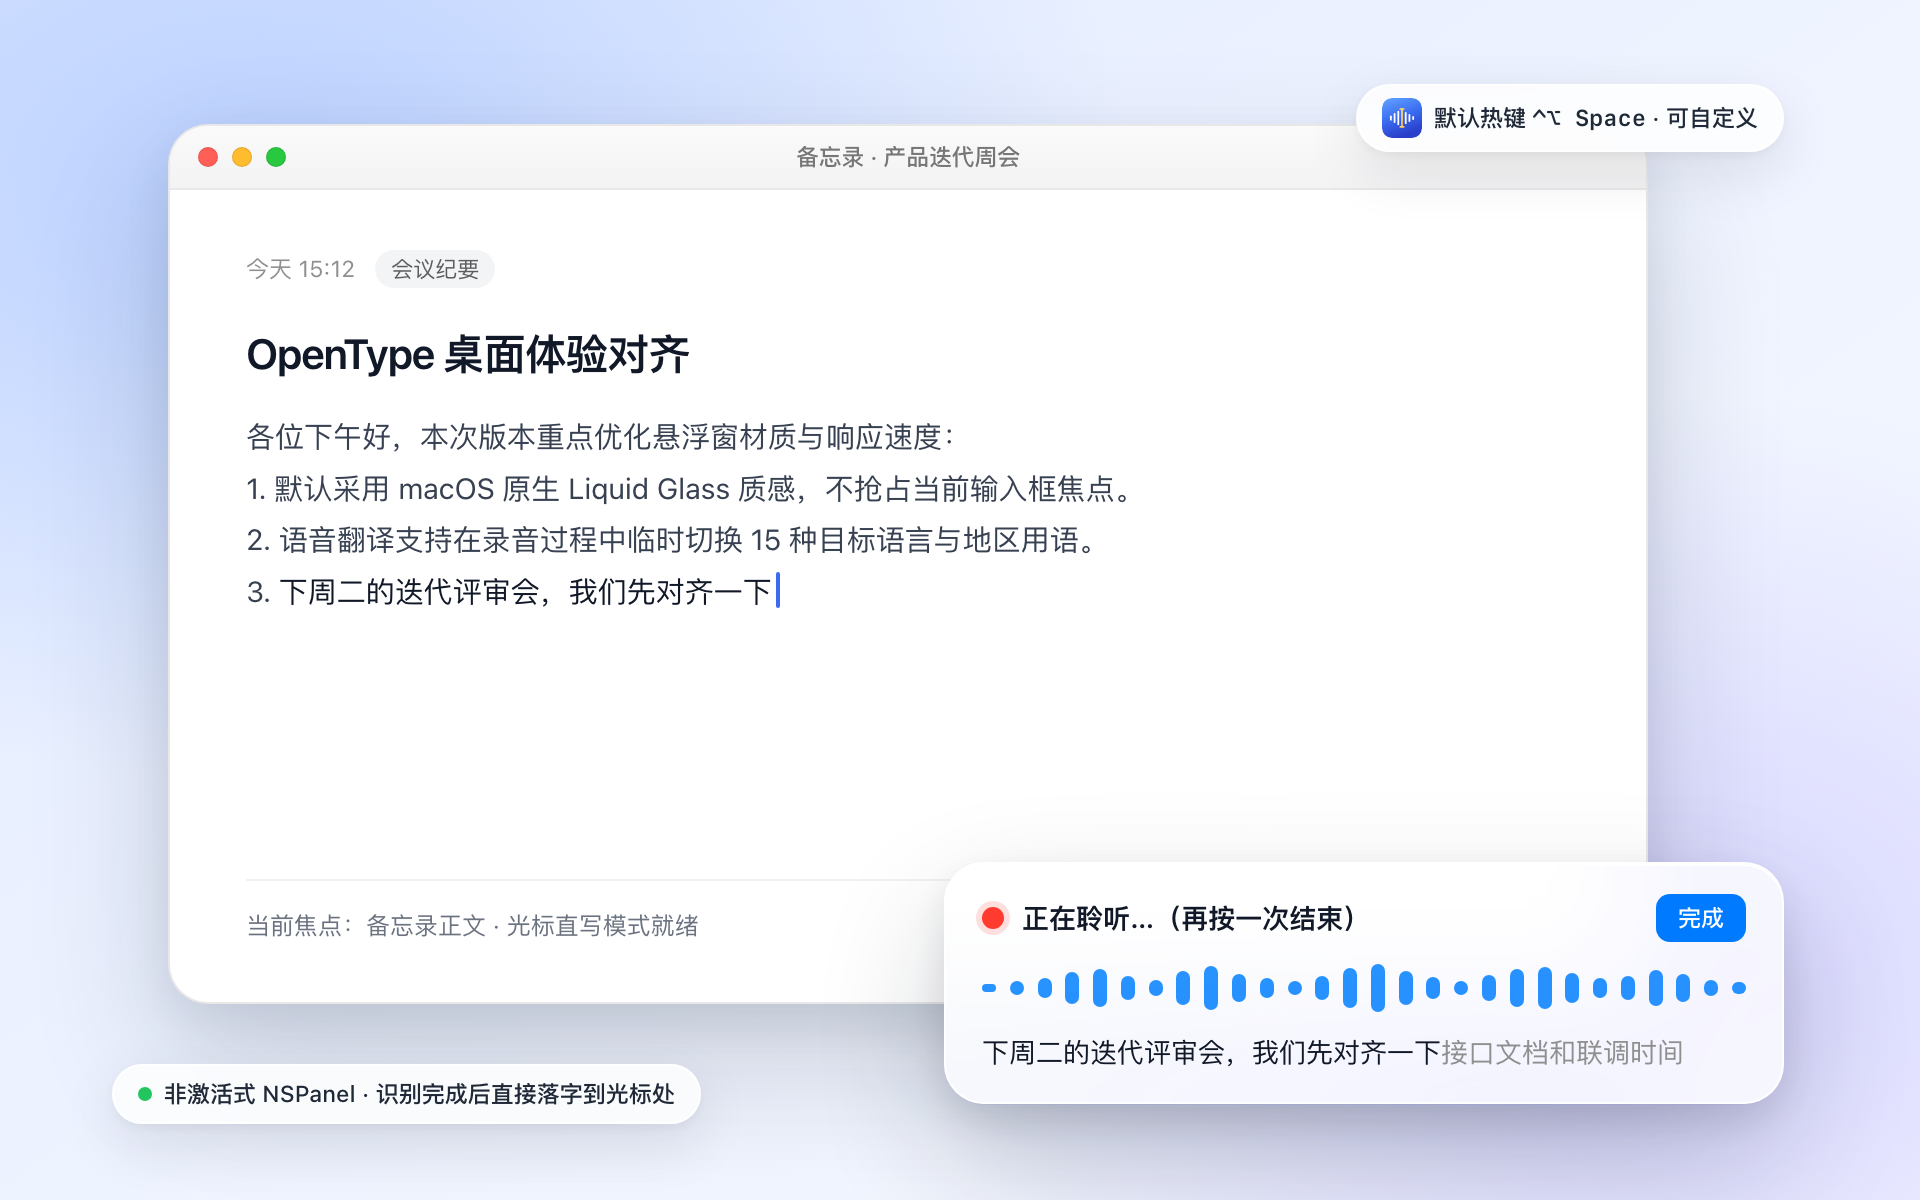 默认热键 ⌃⌥ Space · 可自定义
备忘录 · 产品迭代周会
今天 15:12 会议纪要
OpenType 桌面体验对齐
各位下午好，本次版本重点优化悬浮窗材质与响应速度：
1. 默认采用 macOS 原生 Liquid Glass 质感，不抢占当前输入框焦点。
2. 语音翻译支持在录音过程中临时切换 15 种目标语言与地区用语。
3. 下周二的迭代评审会，我们先对齐一下
当前焦点：备忘录正文 · 光标直写模式就绪
正在聆听...（再按一次结束）
完成
下周二的迭代评审会，我们先对齐一下接口文档和联调时间
非激活式 NSPanel · 识别完成后直接落字到光标处